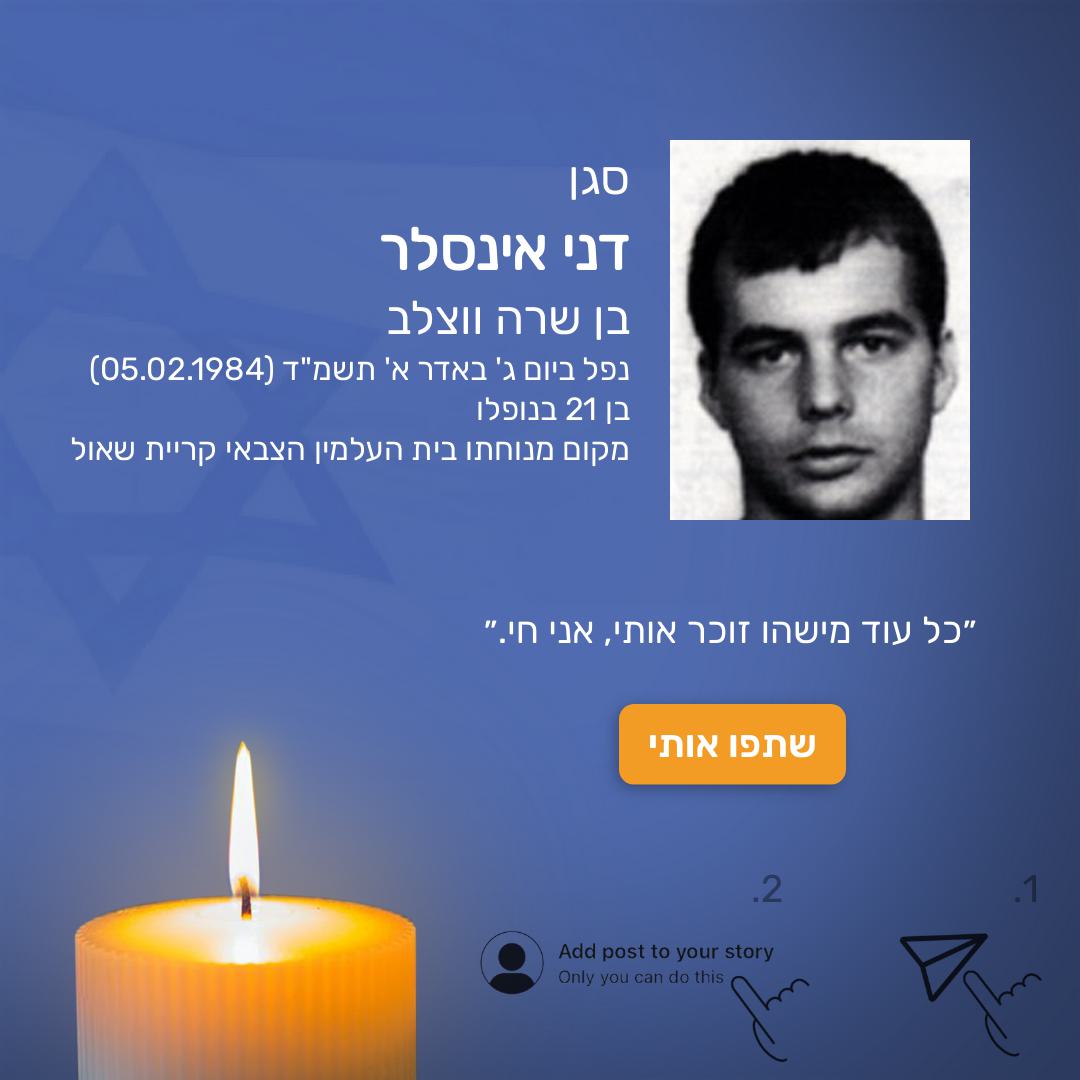 סגן
דני אינסלר
בן שרה ווצלב
נפל ביום ג' באדר א' תשמ"ד (05.02.1984)
בן 21 בנופלו
מקום מנוחתו בית העלמין הצבאי קריית שאול
״כל עוד מישהו זוכר אותי, אני חי.״
שתפו אותי
1.
2.
Add post to your story
Only you can do this